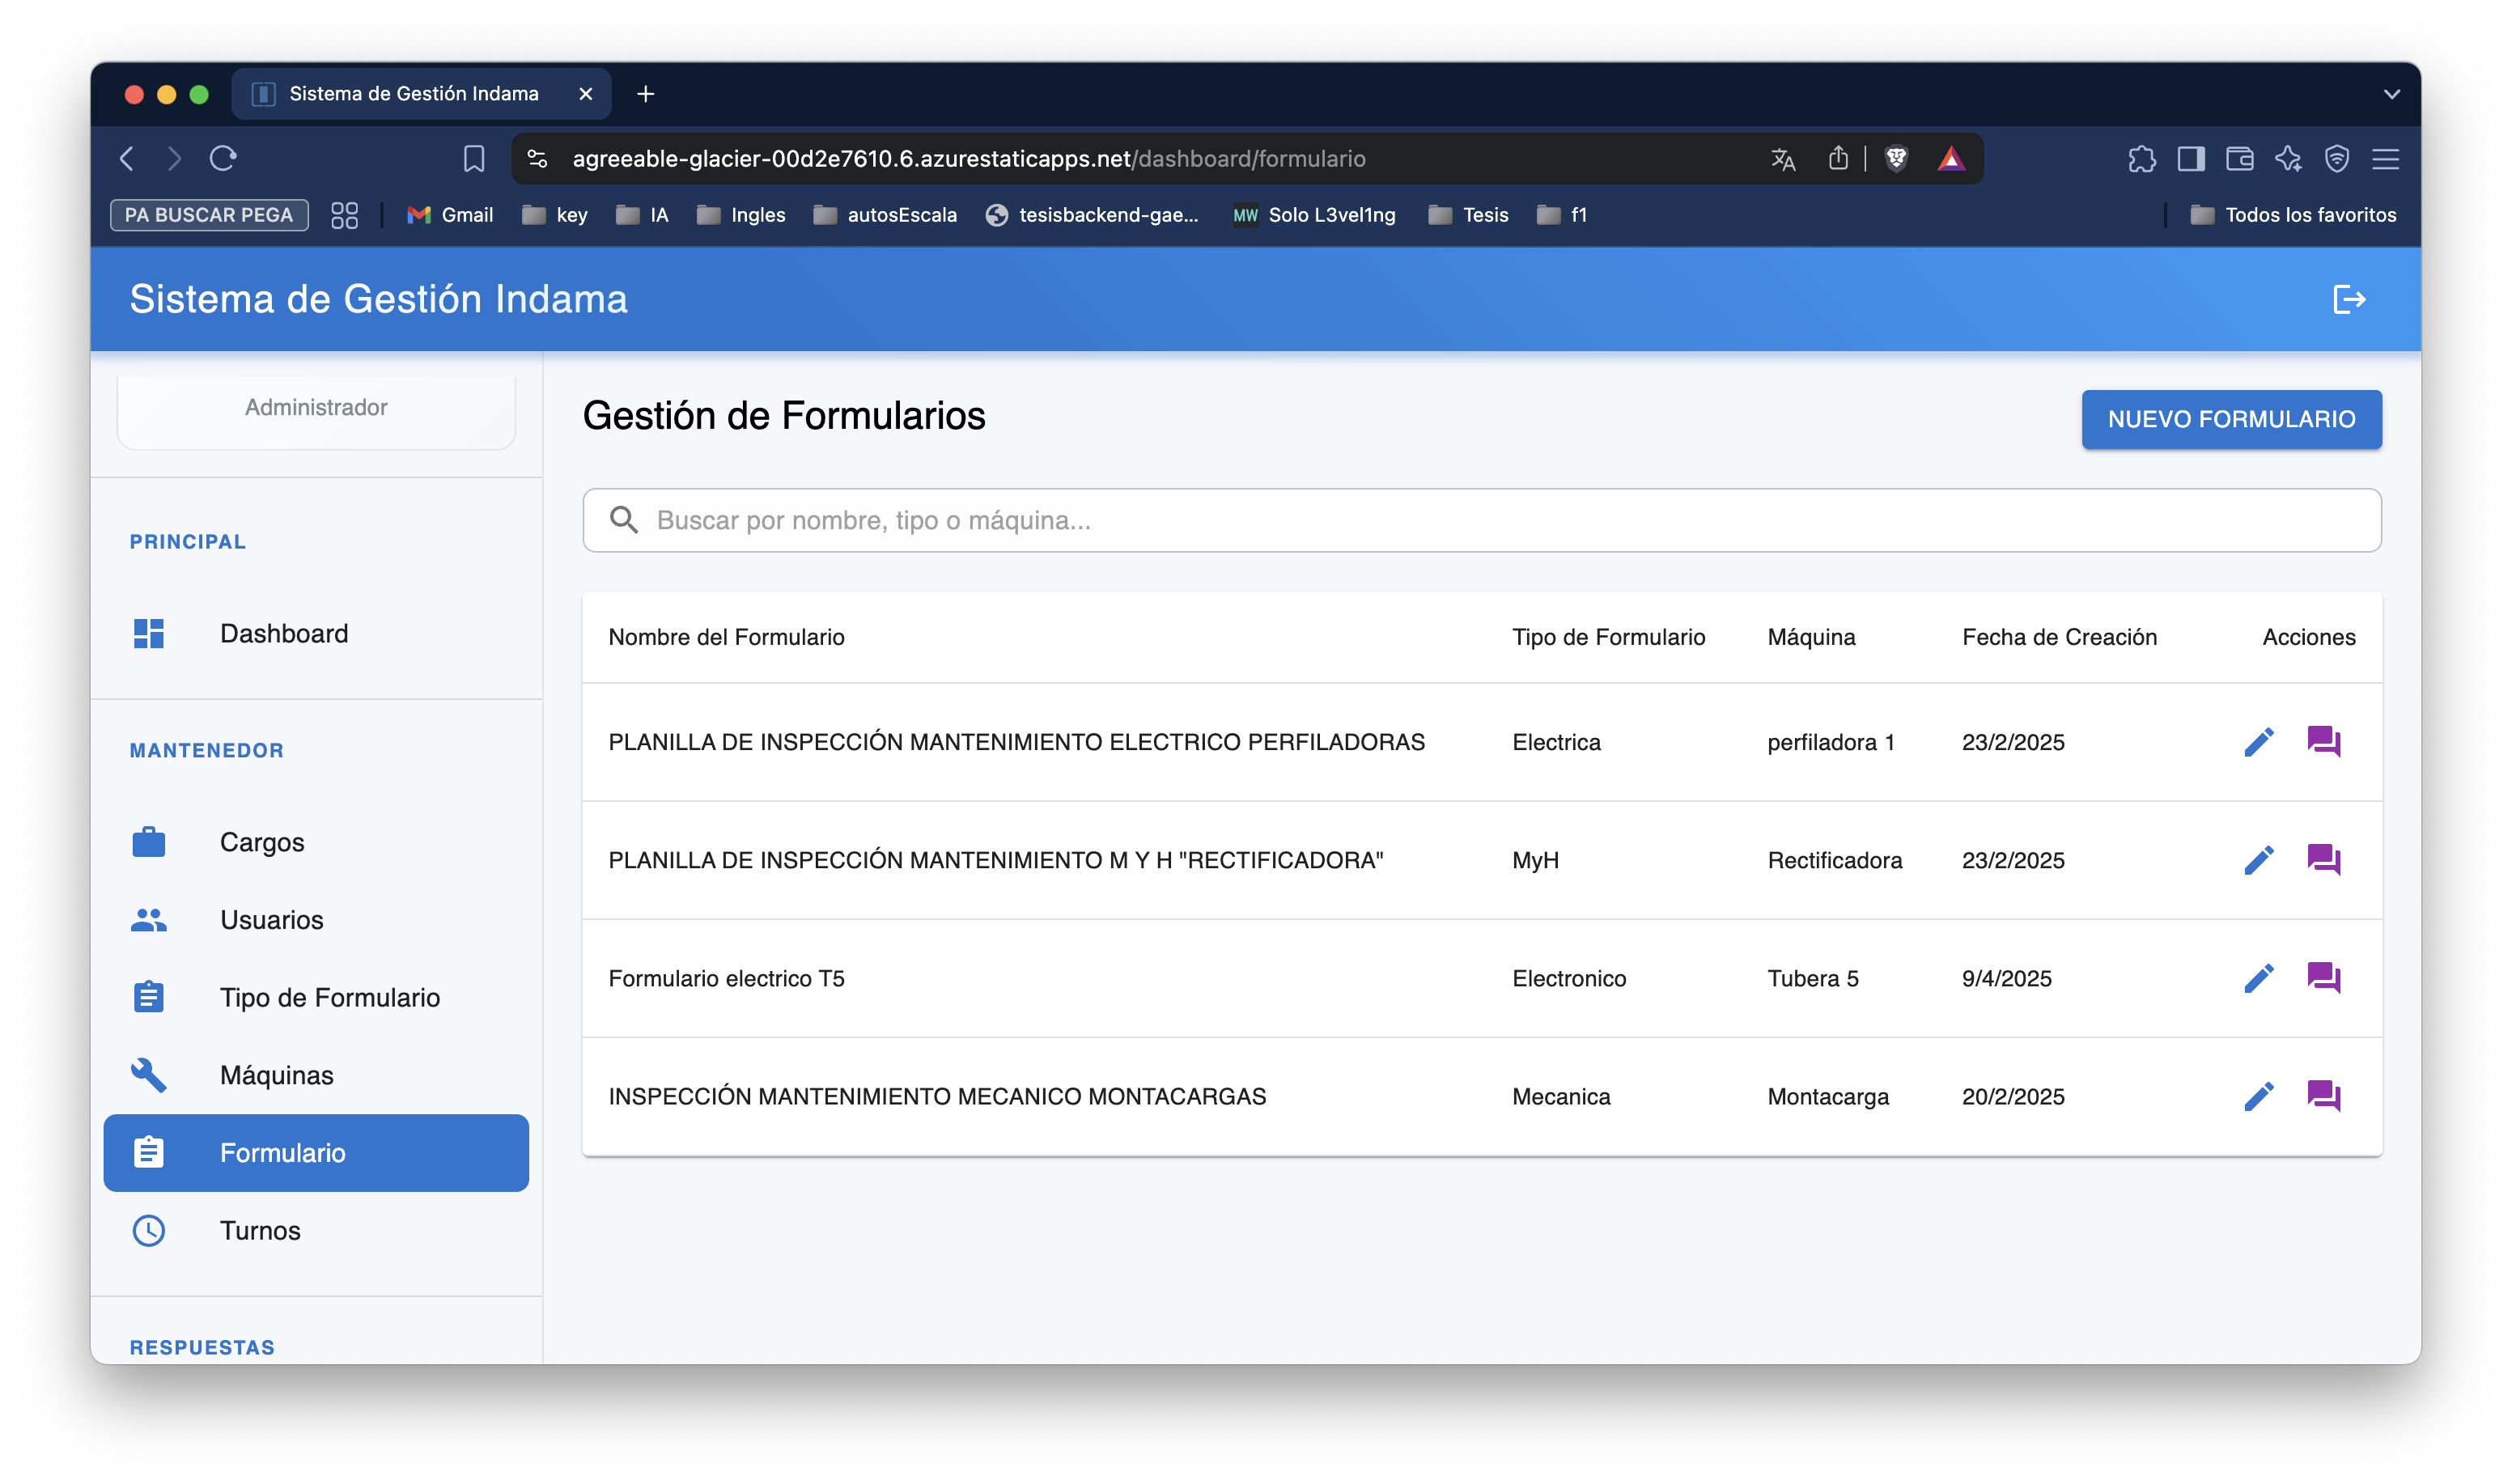 Sistema de Gestión Indama
agreeable-glacier-00d2e7610.6.azurestaticapps.net/dashboard/formulario
PA BUSCAR PEGA
Gmail
key
IA
Ingles
autosEscala
tesisbackend-gae...
MW Solo L3vel1ng
Tesis
f1
Todos los favoritos
Sistema de Gestión Indama
Administrador
PRINCIPAL
Dashboard
MANTENEDOR
Cargos
Usuarios
Tipo de Formulario
Máquinas
Formulario
Turnos
RESPUESTAS
Gestión de Formularios
NUEVO FORMULARIO
Buscar por nombre, tipo o máquina...
Nombre del Formulario Tipo de Formulario Máquina Fecha de Creación Acciones
PLANILLA DE INSPECCIÓN MANTENIMIENTO ELECTRICO PERFILADORAS Electrica perfiladora 1 23/2/2025
PLANILLA DE INSPECCIÓN MANTENIMIENTO M Y H "RECTIFICADORA" MyH Rectificadora 23/2/2025
Formulario electrico T5 Electronico Tubera 5 9/4/2025
INSPECCIÓN MANTENIMIENTO MECANICO MONTACARGAS Mecanica Montacarga 20/2/2025